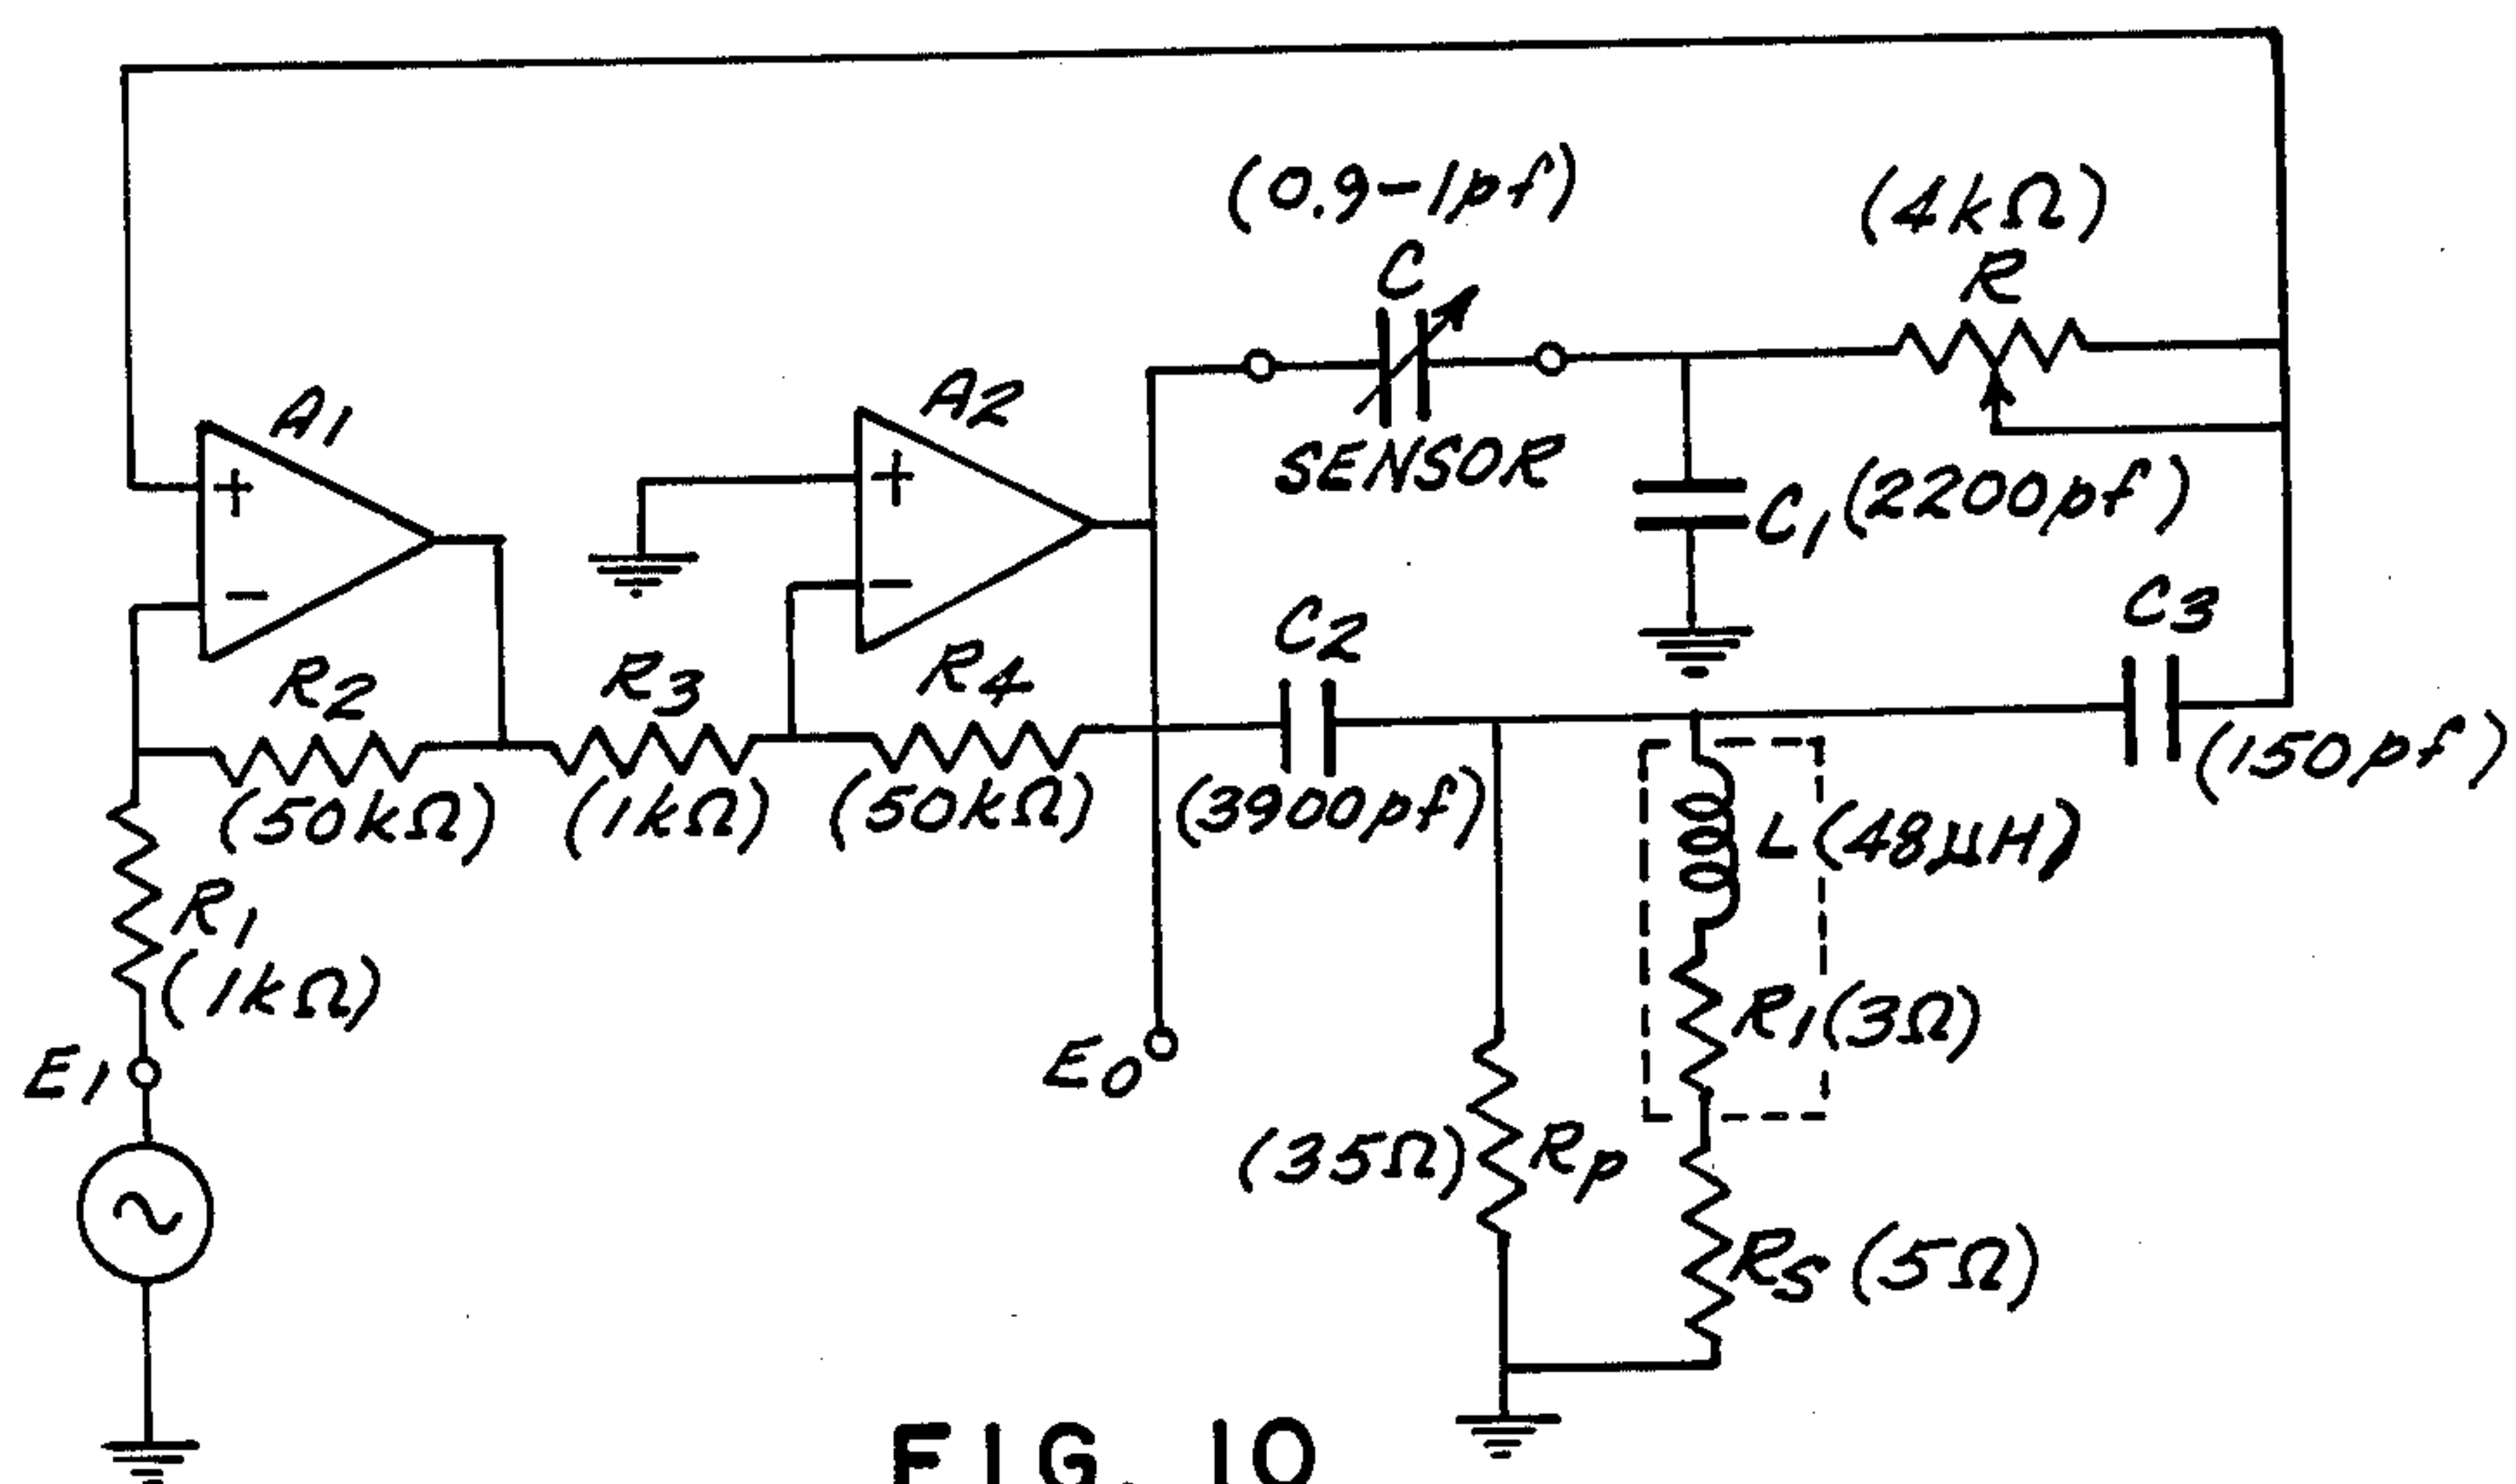 (0.9-1pf)
(4kΩ)
C
R
A1
A2
+
-
+
-
SENSOR
C1 (2200pf)
C2
C3
R2
R3
R4
(50kΩ)
(1kΩ)
(50kΩ)
(3900pf)
(150pf)
L (48μH)
R1
(1kΩ)
R1 (3Ω)
E1
E0
(35Ω)
Rp
RS (5Ω)
FIG. 10